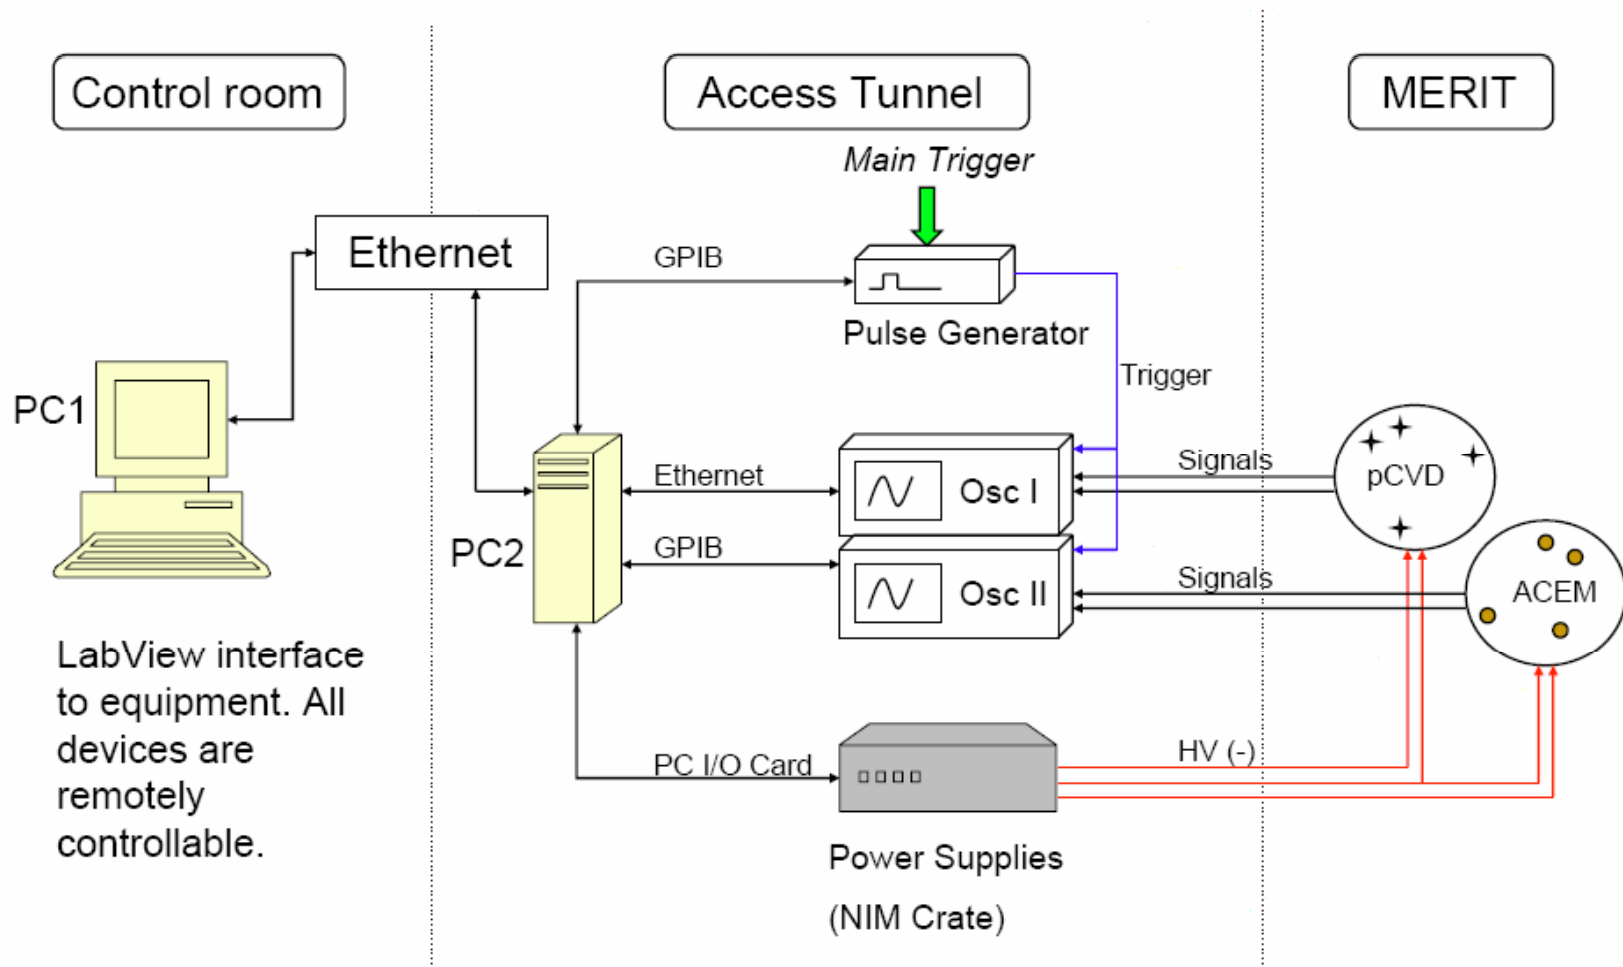 Control room
Access Tunnel
MERIT
Main Trigger
Ethernet
GPIB
Pulse Generator
Trigger
PC1
Ethernet
Osc I
Signals
pCVD
PC2
GPIB
Osc II
Signals
ACEM
LabView interface
to equipment. All
devices are
remotely
controllable.
PC I/O Card
HV (-)
Power Supplies
(NIM Crate)